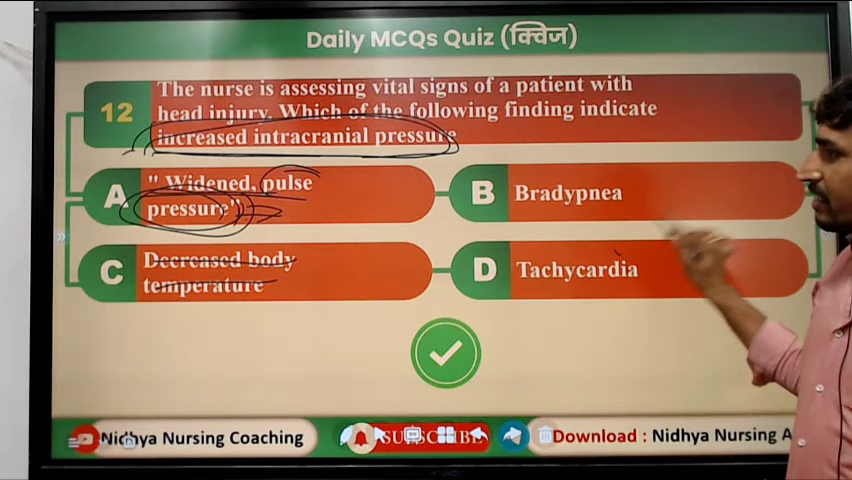 Daily MCQs Quiz (क्विज)
12
The nurse is assessing vital signs of a patient with
head injury. Which of the following finding indicate
increased intracranial pressure
A
" Widened, pulse
pressure"
B
Bradypnea
C
Decreased body
temperature
D
Tachycardia
Nidhya Nursing Coaching
SUBSCRIBE
Download : Nidhya Nursing A